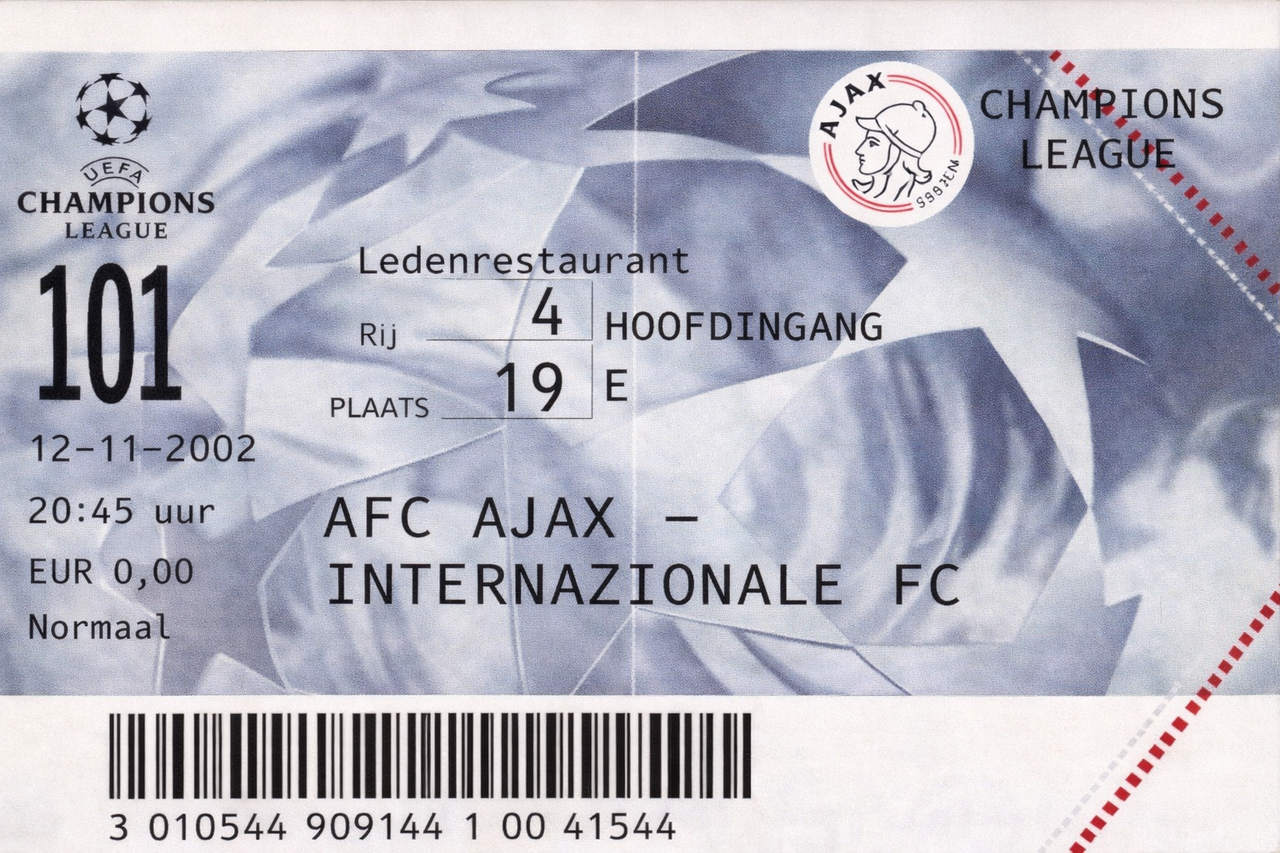 UEFA
CHAMPIONS
LEAGUE
101
12-11-2002
20:45 uur
EUR 0,00
Normaal
Ledenrestaurant
Rij 4 HOOFDINGANG
PLAATS 19 E
AFC AJAX –
INTERNAZIONALE FC
AJAX
CHAMPIONS
LEAGUE
3 010544 909144 1 00 41544